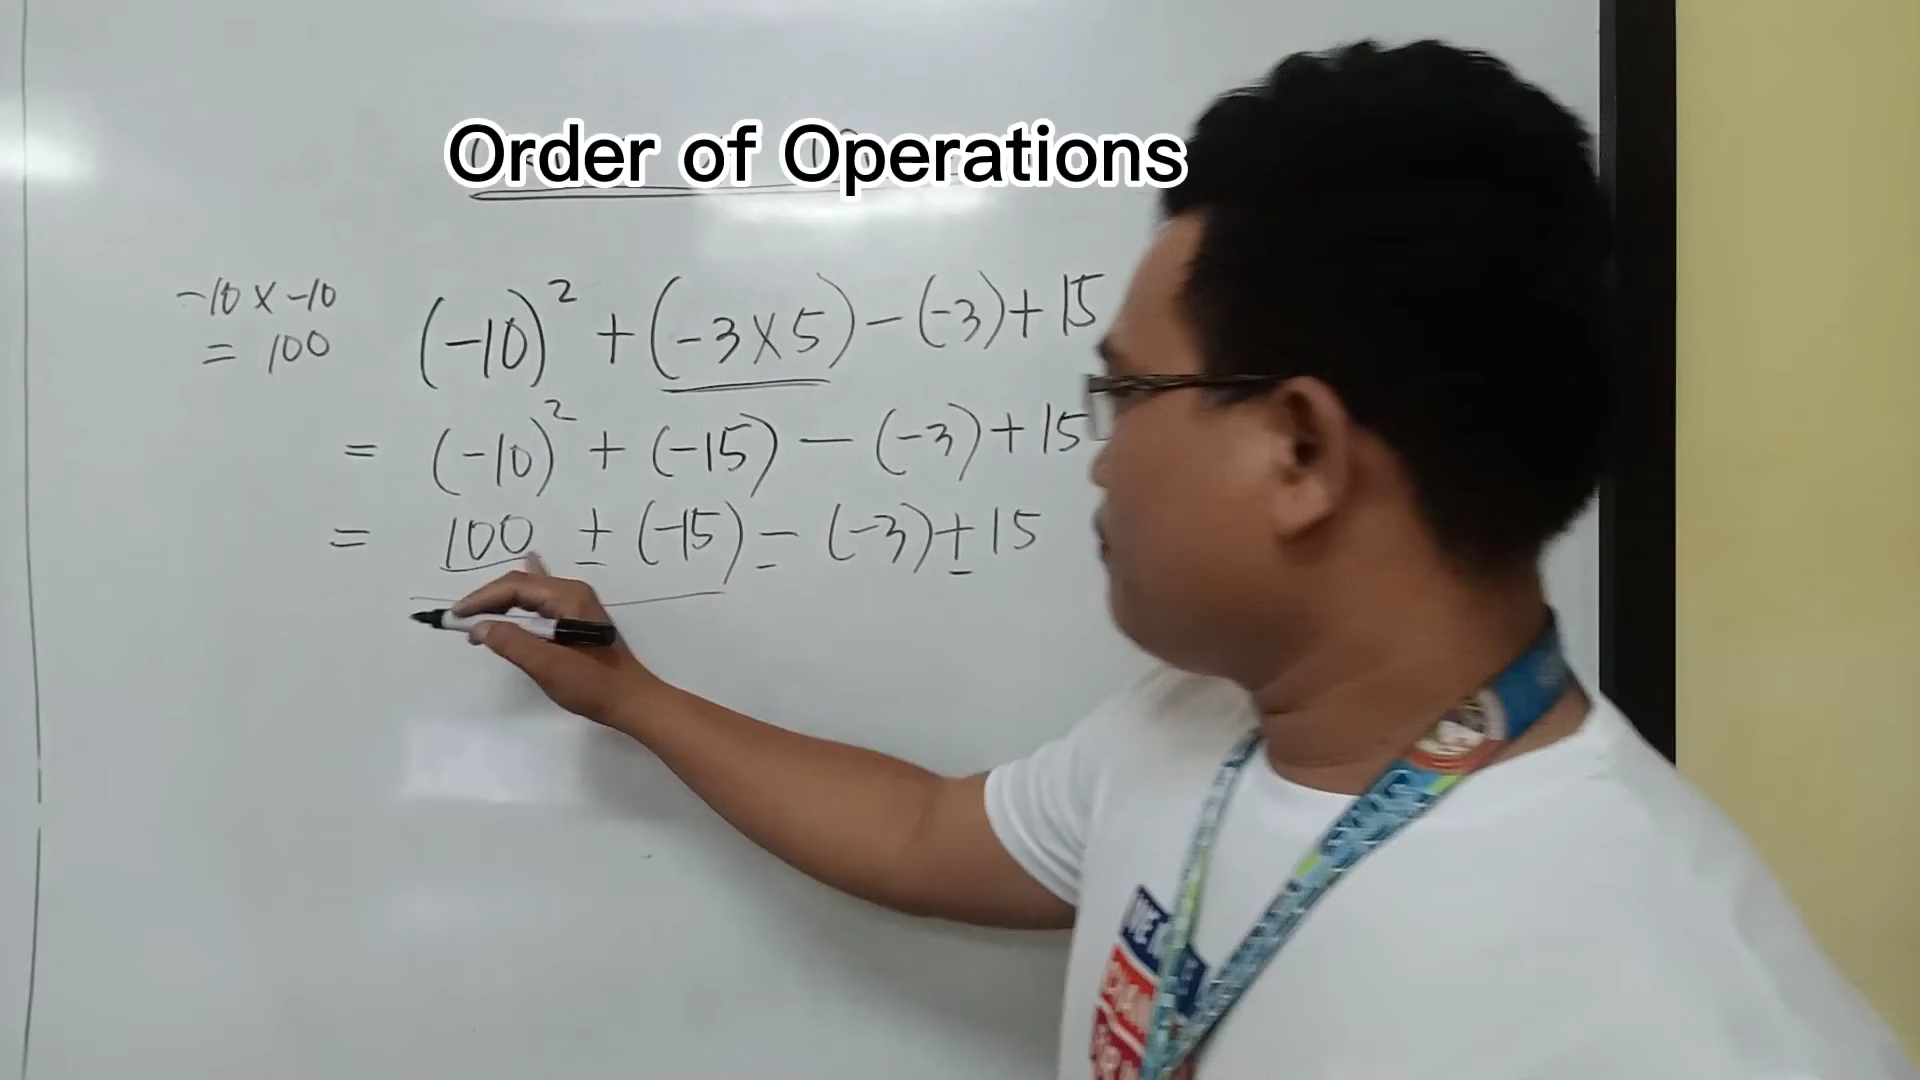 Order of Operations
-10 x -10
= 100
(-10)² + (-3 x 5) - (-3) + 15
= (-10)² + (-15) - (-3) + 15
= 100 + (-15) - (-3) + 15